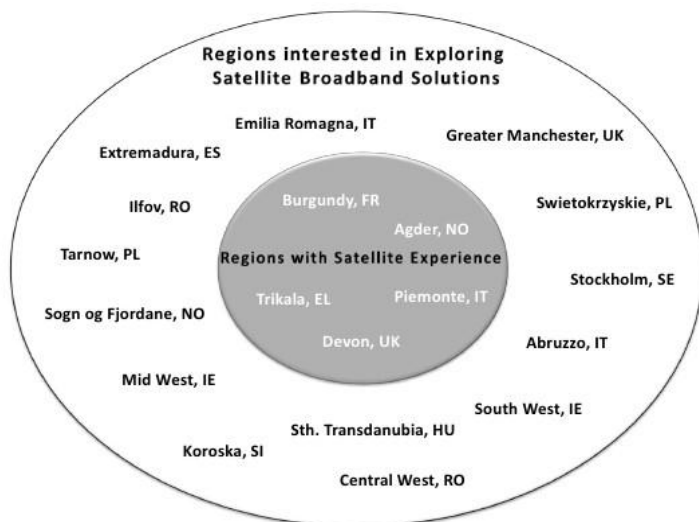 Regions interested in Exploring
Satellite Broadband Solutions
Emilia Romagna, IT
Greater Manchester, UK
Extremadura, ES
Burgundy, FR
Swietokrzyskie, PL
Ilfov, RO
Agder, NO
Tarnow, PL
Regions with Satellite Experience
Stockholm, SE
Trikala, EL
Piemonte, IT
Sogn og Fjordane, NO
Devon, UK
Abruzzo, IT
Mid West, IE
South West, IE
Sth. Transdanubia, HU
Koroska, SI
Central West, RO